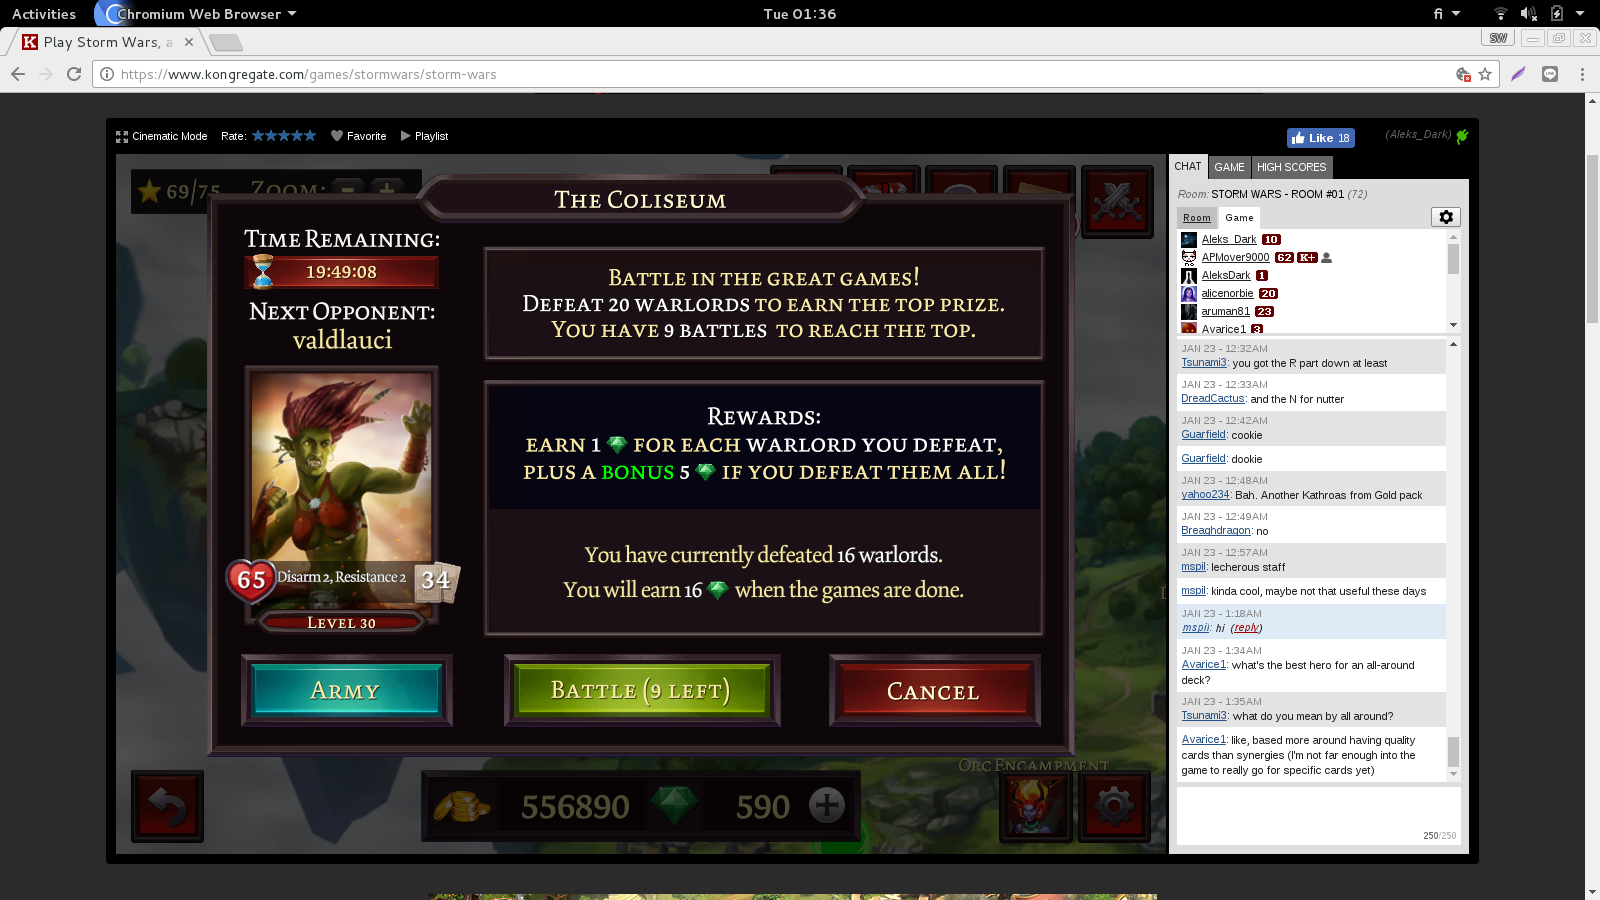 Activities
Chromium Web Browser
Tue 01:36
fi
Play Storm Wars, a
SW
https://www.kongregate.com/games/stormwars/storm-wars
Cinematic Mode
Rate:
Favorite
Playlist
Like 18
(Aleks_Dark)
69/75
Zoom:
The Coliseum
Time Remaining:
19:49:08
Next Opponent:
valdlauci
65
Disarm 2, Resistance 2
34
Level 30
Battle in the great games!
Defeat 20 warlords to earn the top prize.
You have 9 battles to reach the top.
Rewards:
earn 1 for each warlord you defeat,
plus a bonus 5 if you defeat them all!
You have currently defeated 16 warlords.
You will earn 16 when the games are done.
Army
Battle (9 left)
Cancel
Orc Encampment
556890
590
CHAT
GAME
HIGH SCORES
Room: STORM WARS - ROOM #01 (72)
Room
Game
Aleks_Dark 10
APMover9000 62 K+
AleksDark 1
alicenorbie 20
aruman81 23
Avarice1 3
JAN 23 - 12:32AM
Tsunami3: you got the R part down at least
JAN 23 - 12:33AM
DreadCactus: and the N for nutter
JAN 23 - 12:42AM
Guarfield: cookie
Guarfield: dookie
JAN 23 - 12:48AM
yahoo234: Bah. Another Kathroas from Gold pack
JAN 23 - 12:49AM
Breaghdragon: no
JAN 23 - 12:57AM
mspil: lecherous staff
mspil: kinda cool, maybe not that useful these days
JAN 23 - 1:18AM
mspil: hi (reply)
JAN 23 - 1:34AM
Avarice1: what's the best hero for an all-around
deck?
JAN 23 - 1:35AM
Tsunami3: what do you mean by all around?
Avarice1: like, based more around having quality
cards than synergies (I'm not far enough into the
game to really go for specific cards yet)
250/250